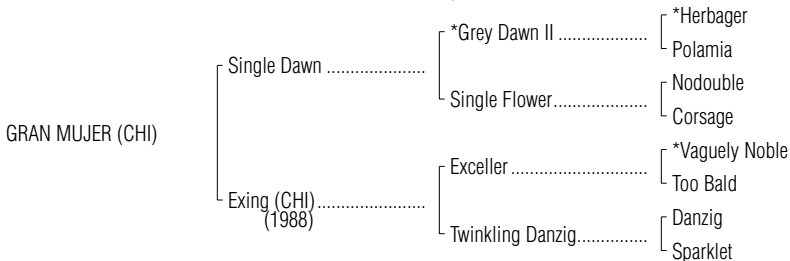 *Herbager
*Grey Dawn II ...................
Polamia
Single Dawn ......................
Nodouble
Single Flower.....................
Corsage
GRAN MUJER (CHI)
*Vaguely Noble
Exceller ..............................
Too Bald
Exing (CHI)........................
(1988)
Danzig
Twinkling Danzig...............
Sparklet